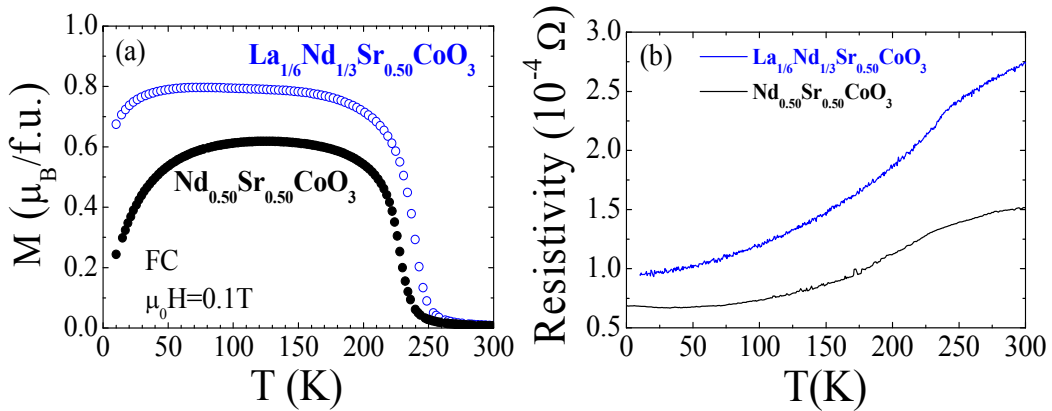 (a)
La1/6Nd1/3Sr0.50CoO3
Nd0.50Sr0.50CoO3
FC
μ0H=0.1T
M (μB/f.u.)
1.0
0.8
0.6
0.4
0.2
0.0
0 50 100 150 200 250 300
T (K)
(b)
La1/6Nd1/3Sr0.50CoO3
Nd0.50Sr0.50CoO3
Resistivity (10-4 Ω)
3.0
2.5
2.0
1.5
1.0
0.5
0 50 100 150 200 250 300
T(K)